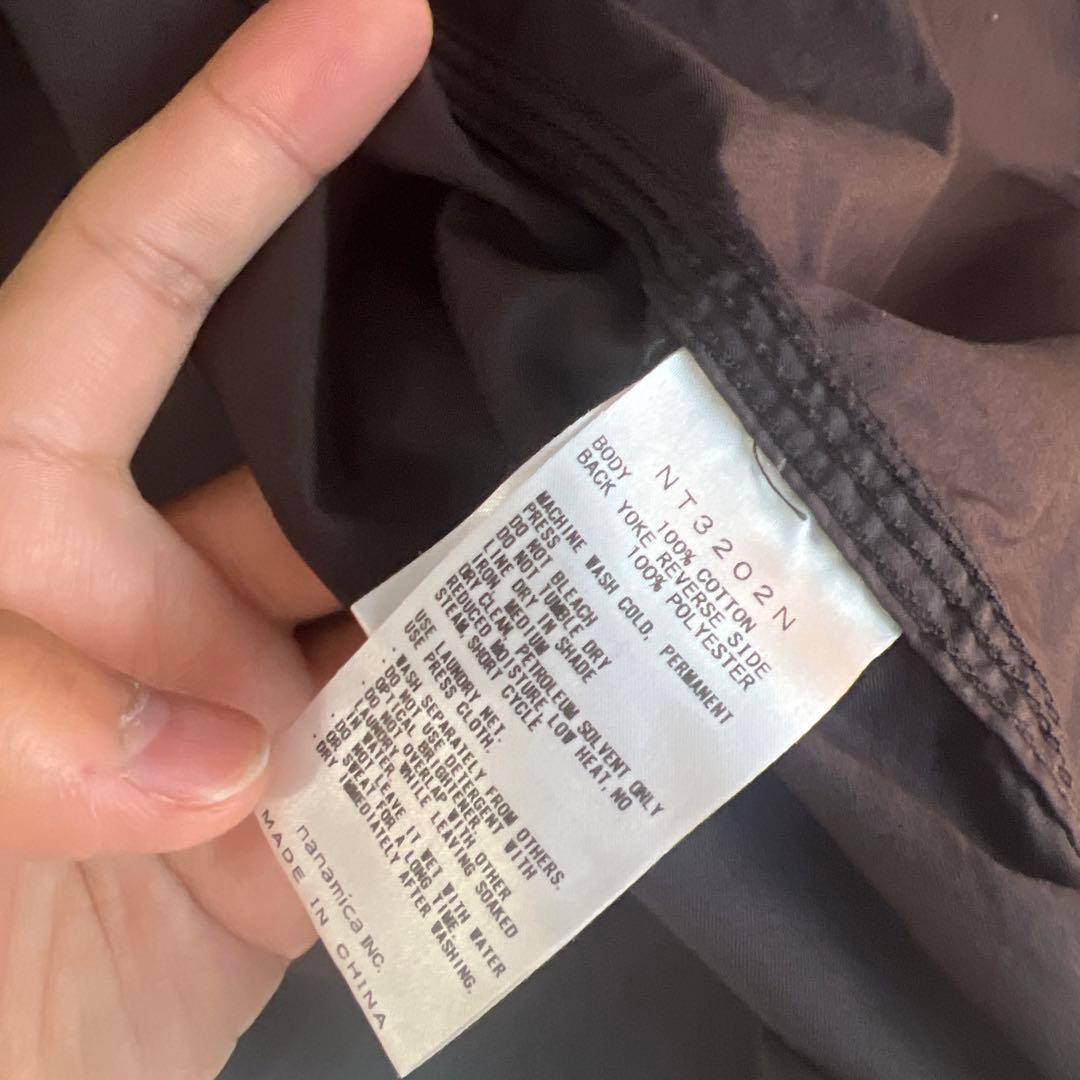 NT3202N
BODY 100% COTTON
BACK YOKE REVERSE SIDE
100% POLYESTER
MACHINE WASH COLD, PERMANENT
PRESS
DO NOT BLEACH
DO NOT TUMBLE DRY
LINE DRY IN SHADE
IRON, MEDIUM
DRY CLEAN, PETROLEUM SOLVENT ONLY
REDUCED MOISTURE, LOW HEAT, NO
STEAM, SHORT CYCLE
USE LAUNDRY NET.
USE PRESS CLOTH.
・WASH SEPARATELY FROM OTHERS.
・DO NOT USE DETERGENT WITH
OPTICAL BRIGHTENER
・DO NOT OVERLAP WITH OTHER
LAUNDRY WHILE LEAVING SOAKED
IN WATER.
・DO NOT LEAVE IT WET WITH WATER
OR SWEAT FOR A LONG TIME.
・DRY IMMEDIATELY AFTER WASHING.
nanamica INC.
MADE IN CHINA